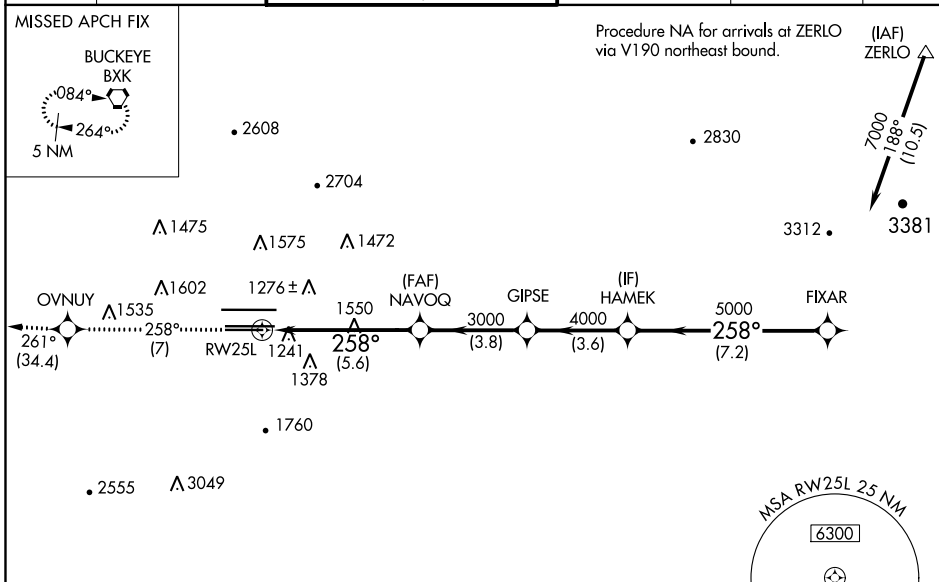 MISSED APCH FIX
BUCKEYE
BXK
084°
264°
5 NM
Procedure NA for arrivals at ZERLO
via V190 northeast bound.
(IAF)
ZERLO
7000
188°
(10.5)
2608
2830
2704
3381
3312
1475
1575
1472
1602
1276 ±
1535
OVNUY
258°
(7)
261°
(34.4)
RW25L
1241
1378
1550
258°
(5.6)
(FAF)
NAVOQ
3000
(3.8)
GIPSE
4000
(3.6)
(IF)
HAMEK
5000
258°
(7.2)
FIXAR
1760
2555
3049
MSA RW25L 25 NM
6300